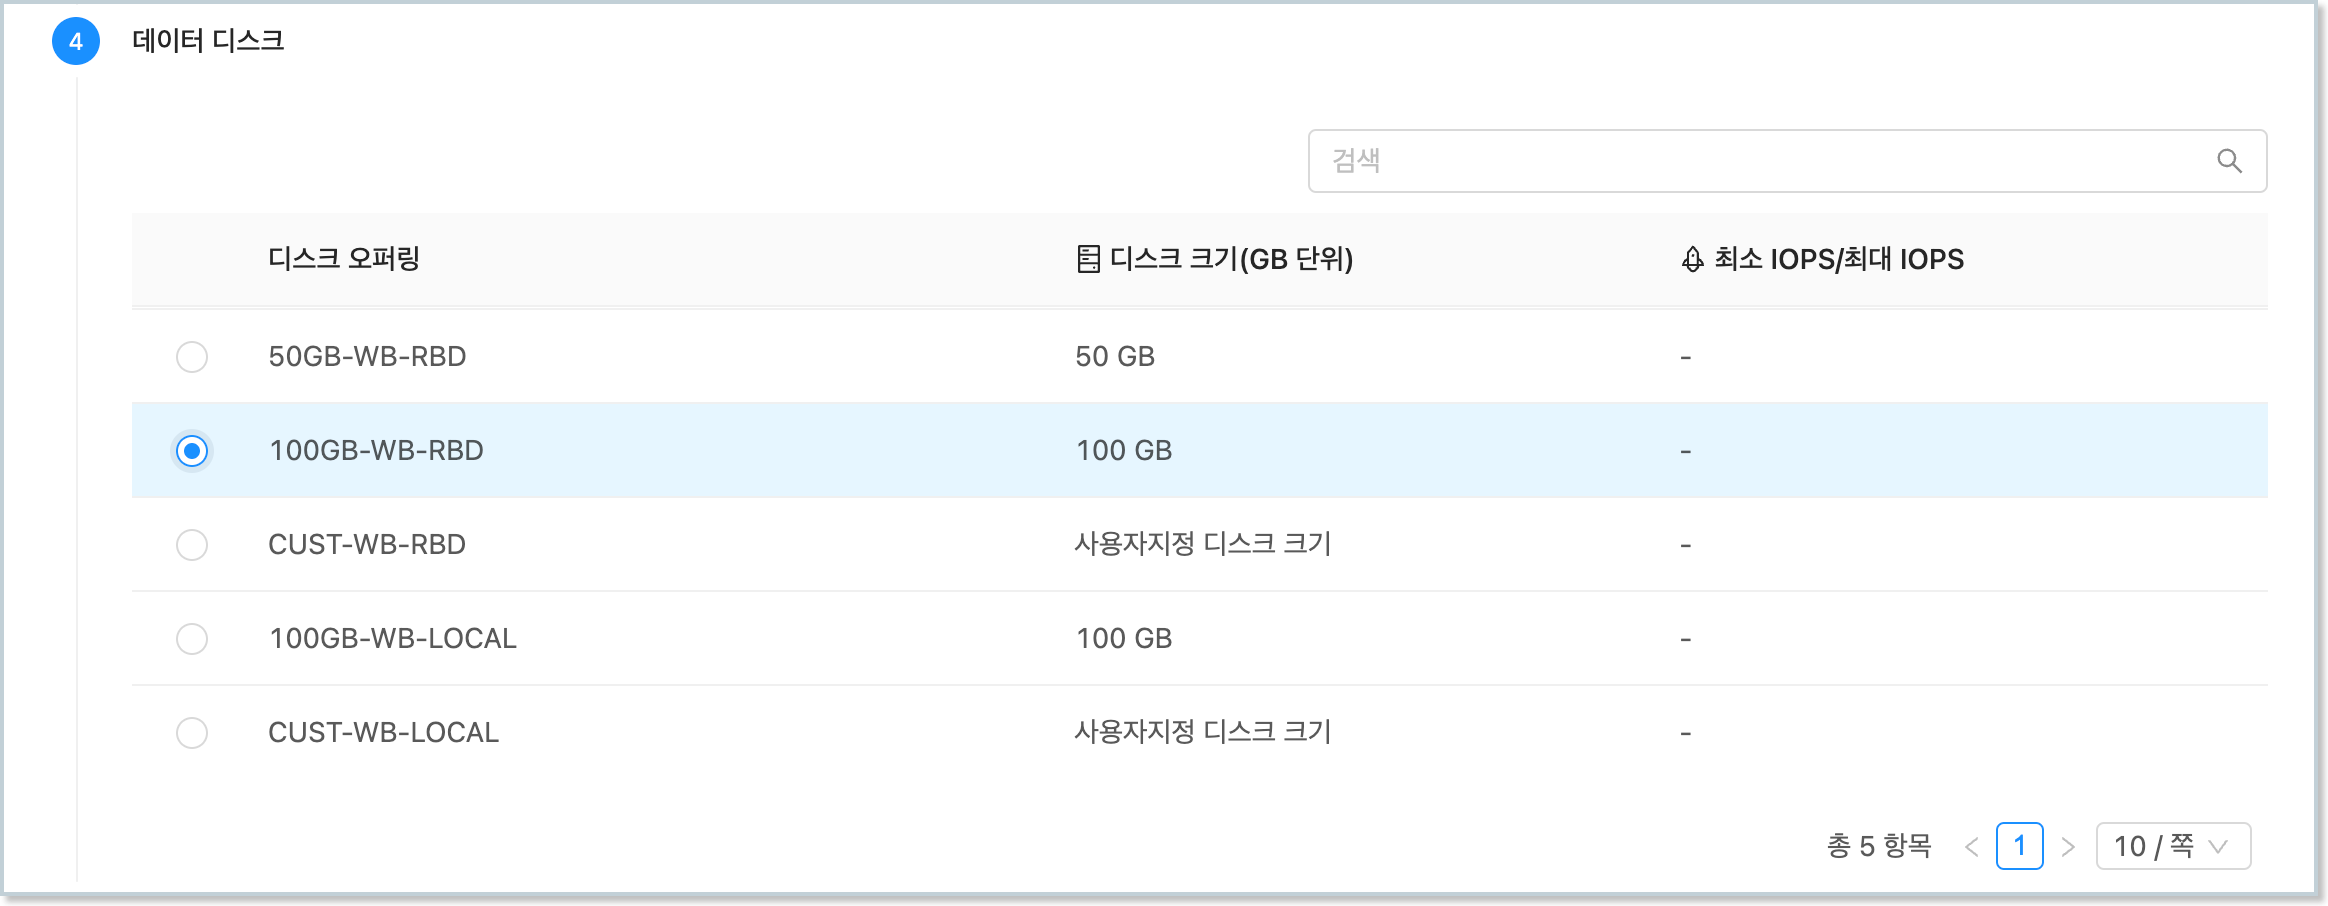 4 데이터 디스크
검색
디스크 오퍼링 디스크 크기(GB 단위) 최소 IOPS/최대 IOPS
50GB-WB-RBD 50 GB -
100GB-WB-RBD 100 GB -
CUST-WB-RBD 사용자지정 디스크 크기 -
100GB-WB-LOCAL 100 GB -
CUST-WB-LOCAL 사용자지정 디스크 크기 -
총 5 항목 < 1 > 10 / 쪽